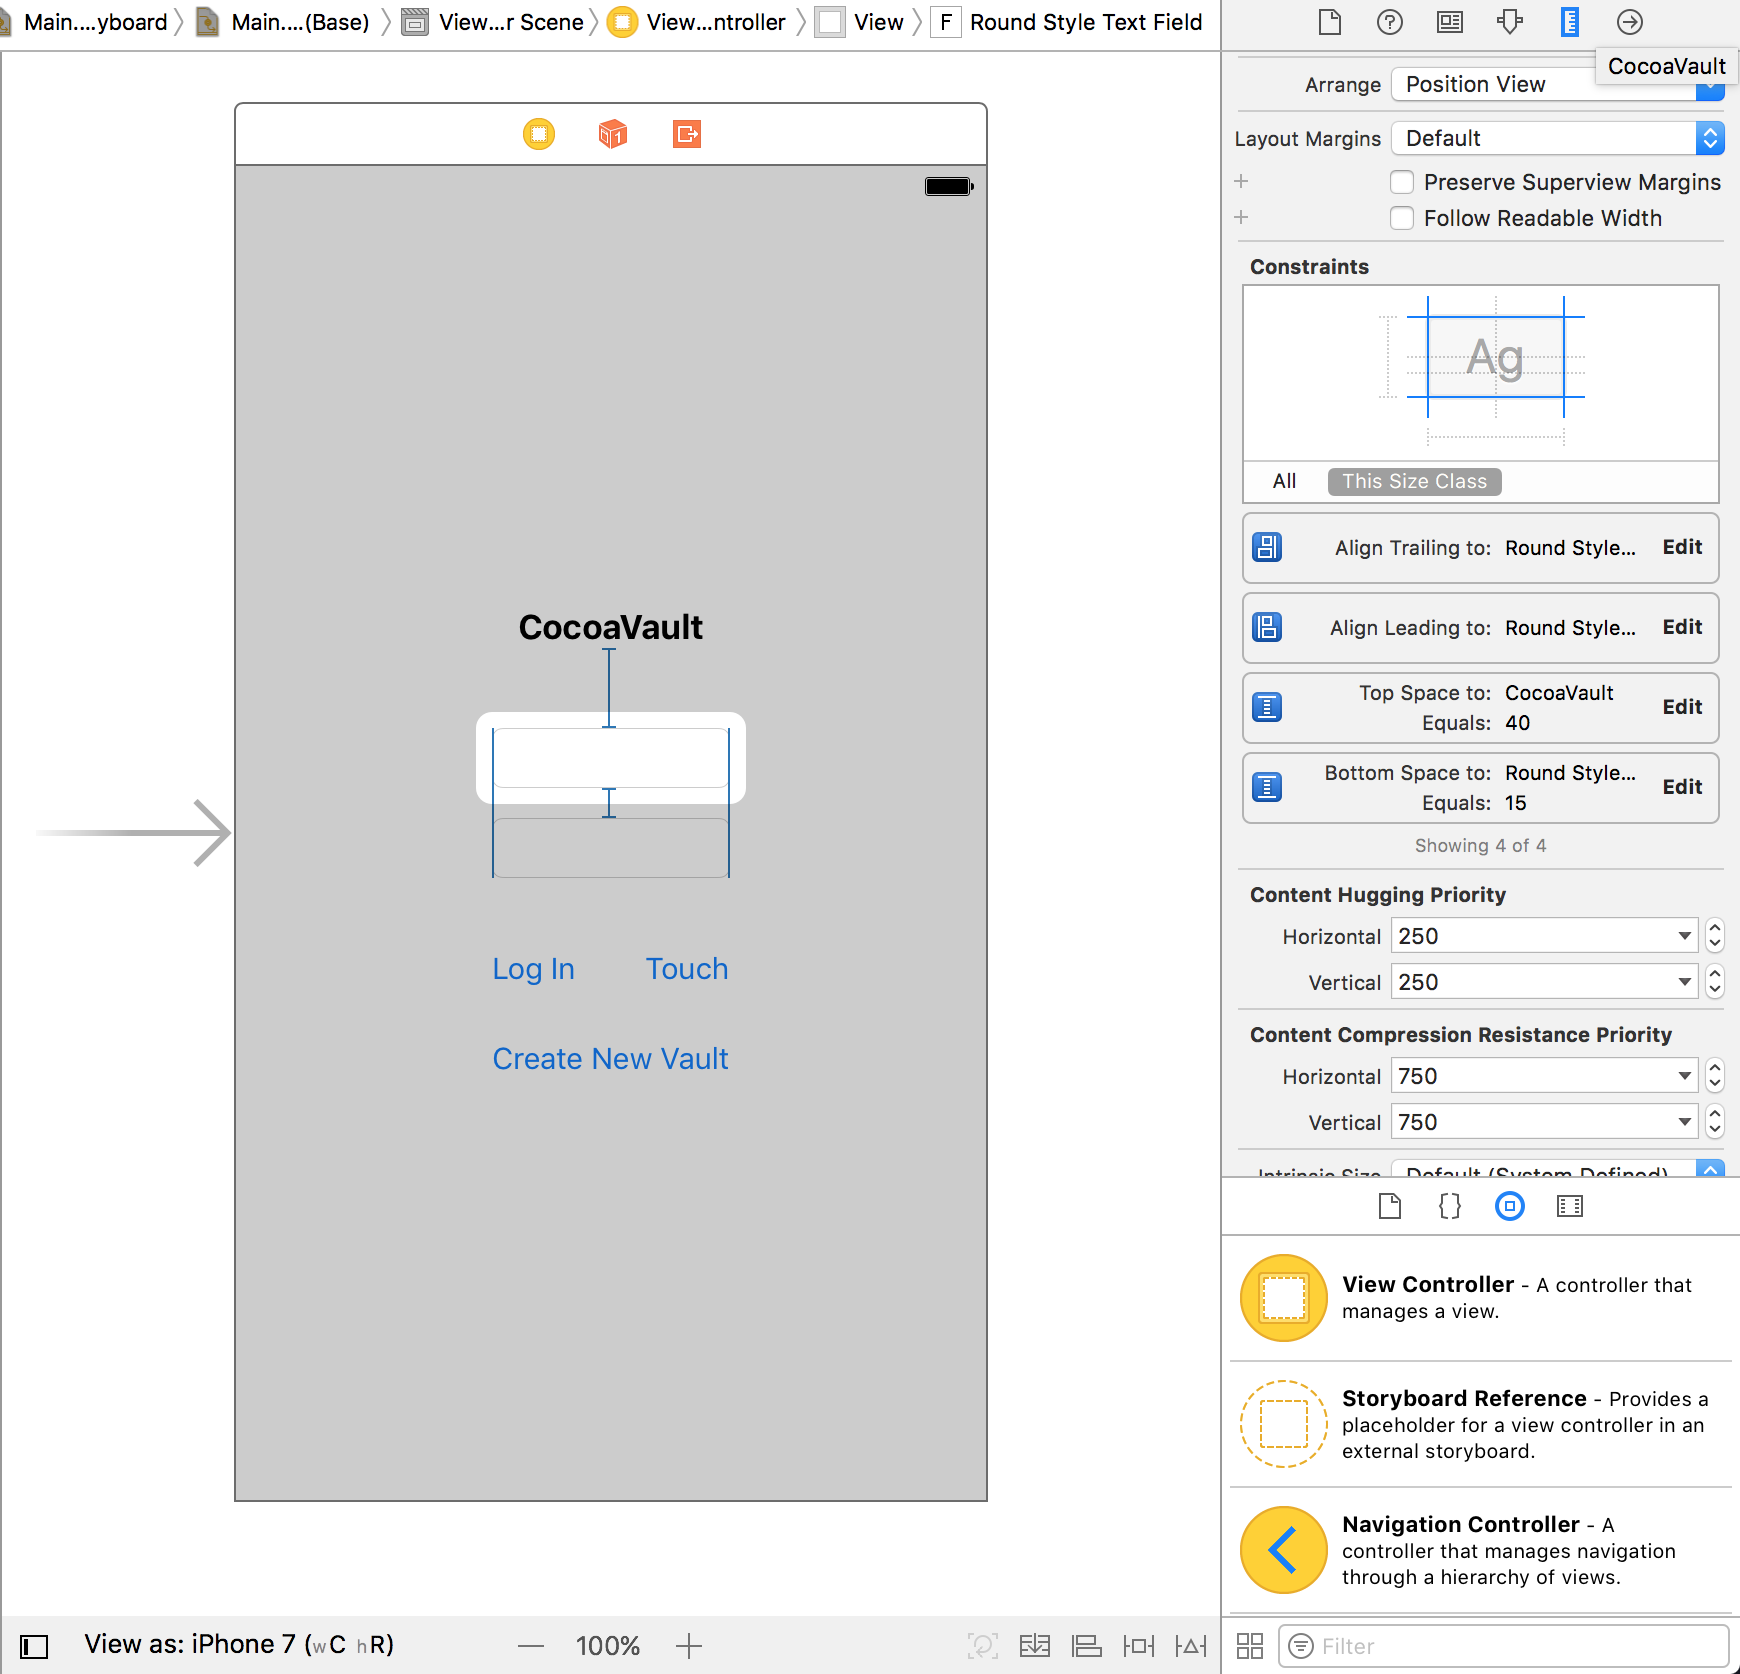 Main....yboard
Main....(Base)
View...r Scene
View...ntroller
View
F
Round Style Text Field
CocoaVault
Arrange
Position View
Layout Margins
Default
Preserve Superview Margins
Follow Readable Width
Constraints
Ag
All
This Size Class
Align Trailing to: Round Style... Edit
Align Leading to: Round Style... Edit
Top Space to: CocoaVault
Equals: 40
Edit
Bottom Space to: Round Style...
Equals: 15
Edit
Showing 4 of 4
Content Hugging Priority
Horizontal 250
Vertical 250
Content Compression Resistance Priority
Horizontal 750
Vertical 750
Intrinsic Size Default (System Defined)
CocoaVault
Log In
Touch
Create New Vault
View Controller - A controller that
manages a view.
Storyboard Reference - Provides a
placeholder for a view controller in an
external storyboard.
Navigation Controller - A
controller that manages navigation
through a hierarchy of views.
View as: iPhone 7 (wC hR)
100%
Filter